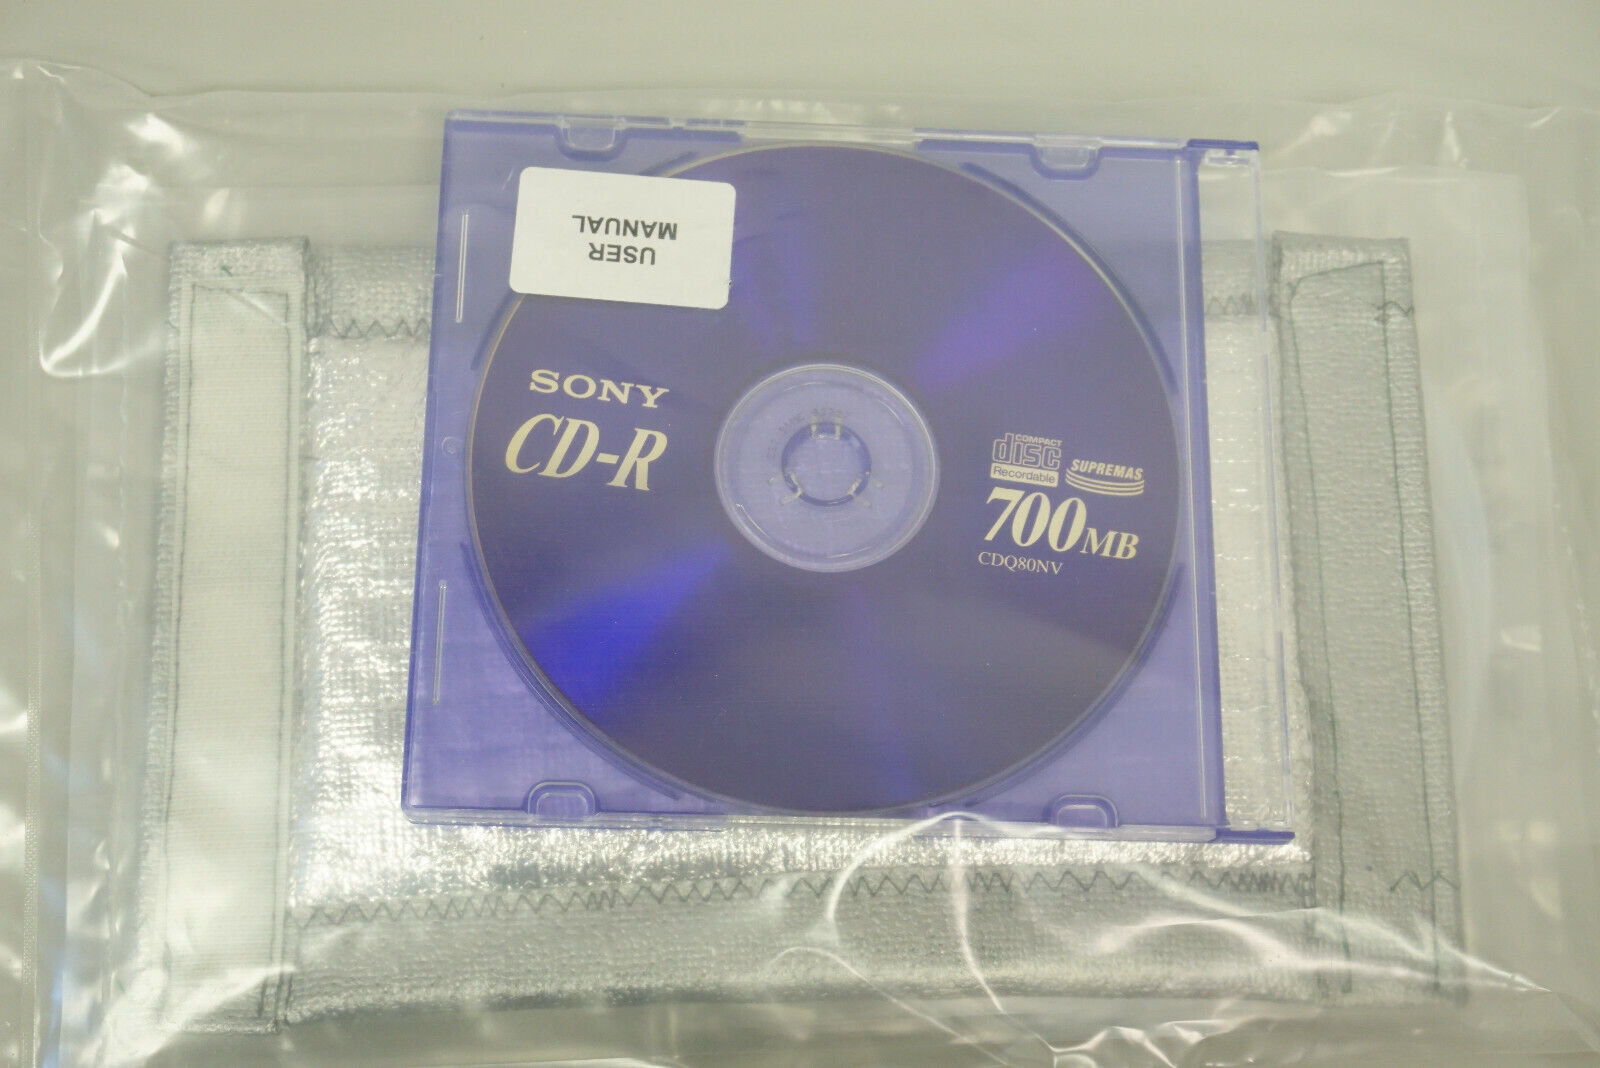 USER
MANUAL
SONY
CD-R
COMPACT
disc
Recordable
SUPREMAS
700MB
CDQ80NV